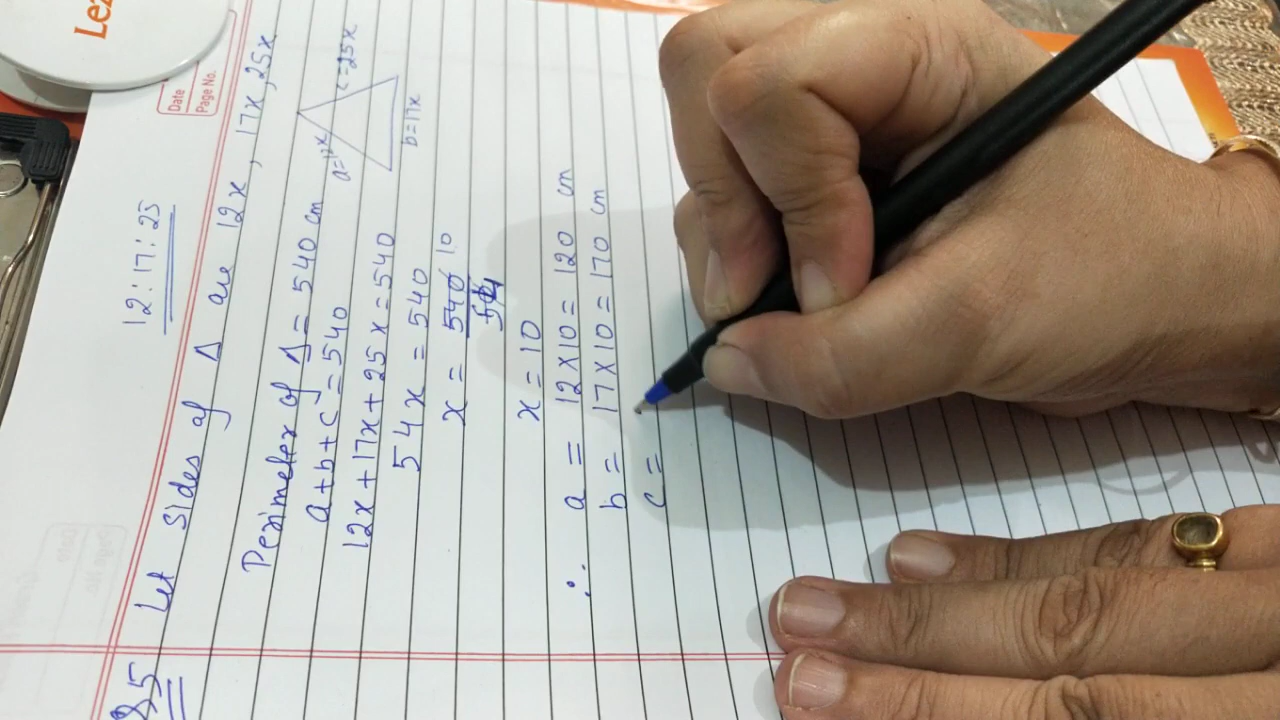 Lez
Date
Page No.
12:17:25
Q5 Let sides of Δ are 12x, 17x, 25x
Perimeter of Δ = 540 cm
a+b+c = 540
a=12x
c=25x
b=17x
12x+17x+25x = 540
54x = 540
x = 540 10
54
x = 10
∴ a = 12×10 = 120 cm
b = 17×10 = 170 cm
c =